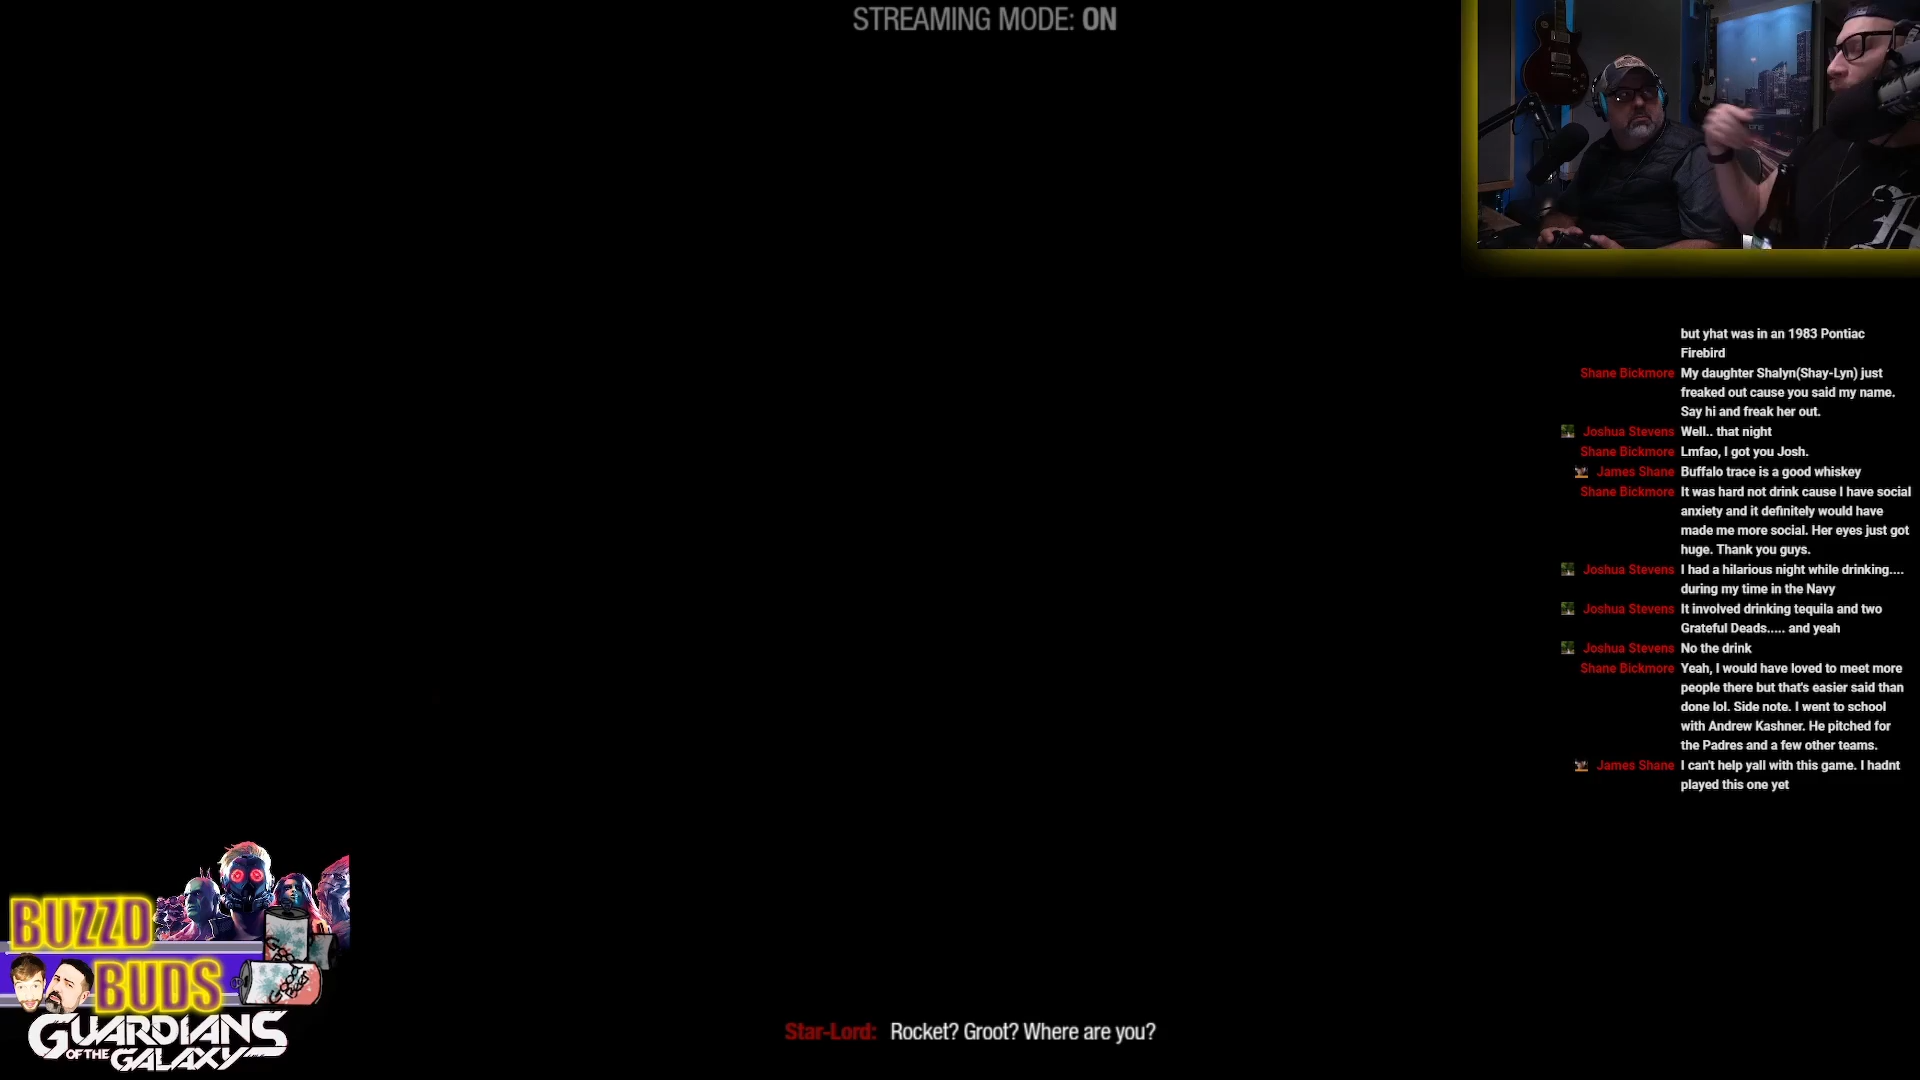 STREAMING MODE: ON
but yhat was in an 1983 Pontiac
Firebird
Shane Bickmore My daughter Shalyn(Shay-Lyn) just
freaked out cause you said my name.
Say hi and freak her out.
Joshua Stevens Well.. that night
Shane Bickmore Lmfao, I got you Josh.
James Shane Buffalo trace is a good whiskey
Shane Bickmore It was hard not drink cause I have social
anxiety and it definitely would have
made me more social. Her eyes just got
huge. Thank you guys.
Joshua Stevens I had a hilarious night while drinking....
during my time in the Navy
Joshua Stevens It involved drinking tequila and two
Grateful Deads..... and yeah
Joshua Stevens No the drink
Shane Bickmore Yeah, I would have loved to meet more
people there but that's easier said than
done lol. Side note. I went to school
with Andrew Kashner. He pitched for
the Padres and a few other teams.
James Shane I can't help yall with this game. I hadnt
played this one yet
BUZZD
BUDS
GUARDIANS
OF THE
GALAXY
Star-Lord: Rocket? Groot? Where are you?